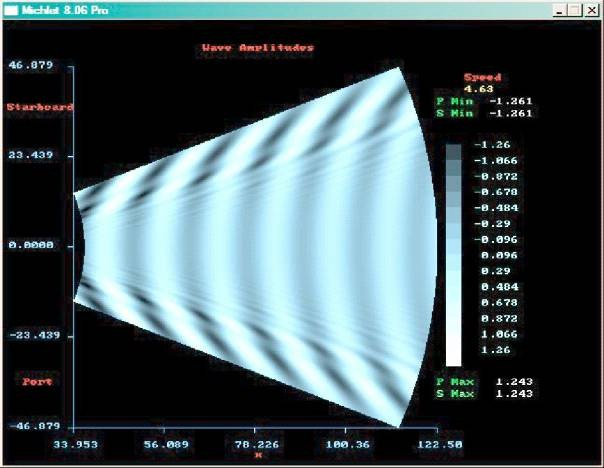 Michlet 8.06 Pro
Wave Amplitudes
46.879
Starboard
23.439
0.0000
-23.439
Port
-46.879
33.953 56.089 78.226 100.36 122.50
x
Speed
4.63
P Min -1.261
S Min -1.261
-1.26
-1.066
-0.872
-0.678
-0.484
-0.29
-0.096
0.096
0.29
0.484
0.678
0.872
1.066
1.26
P Max 1.243
S Max 1.243